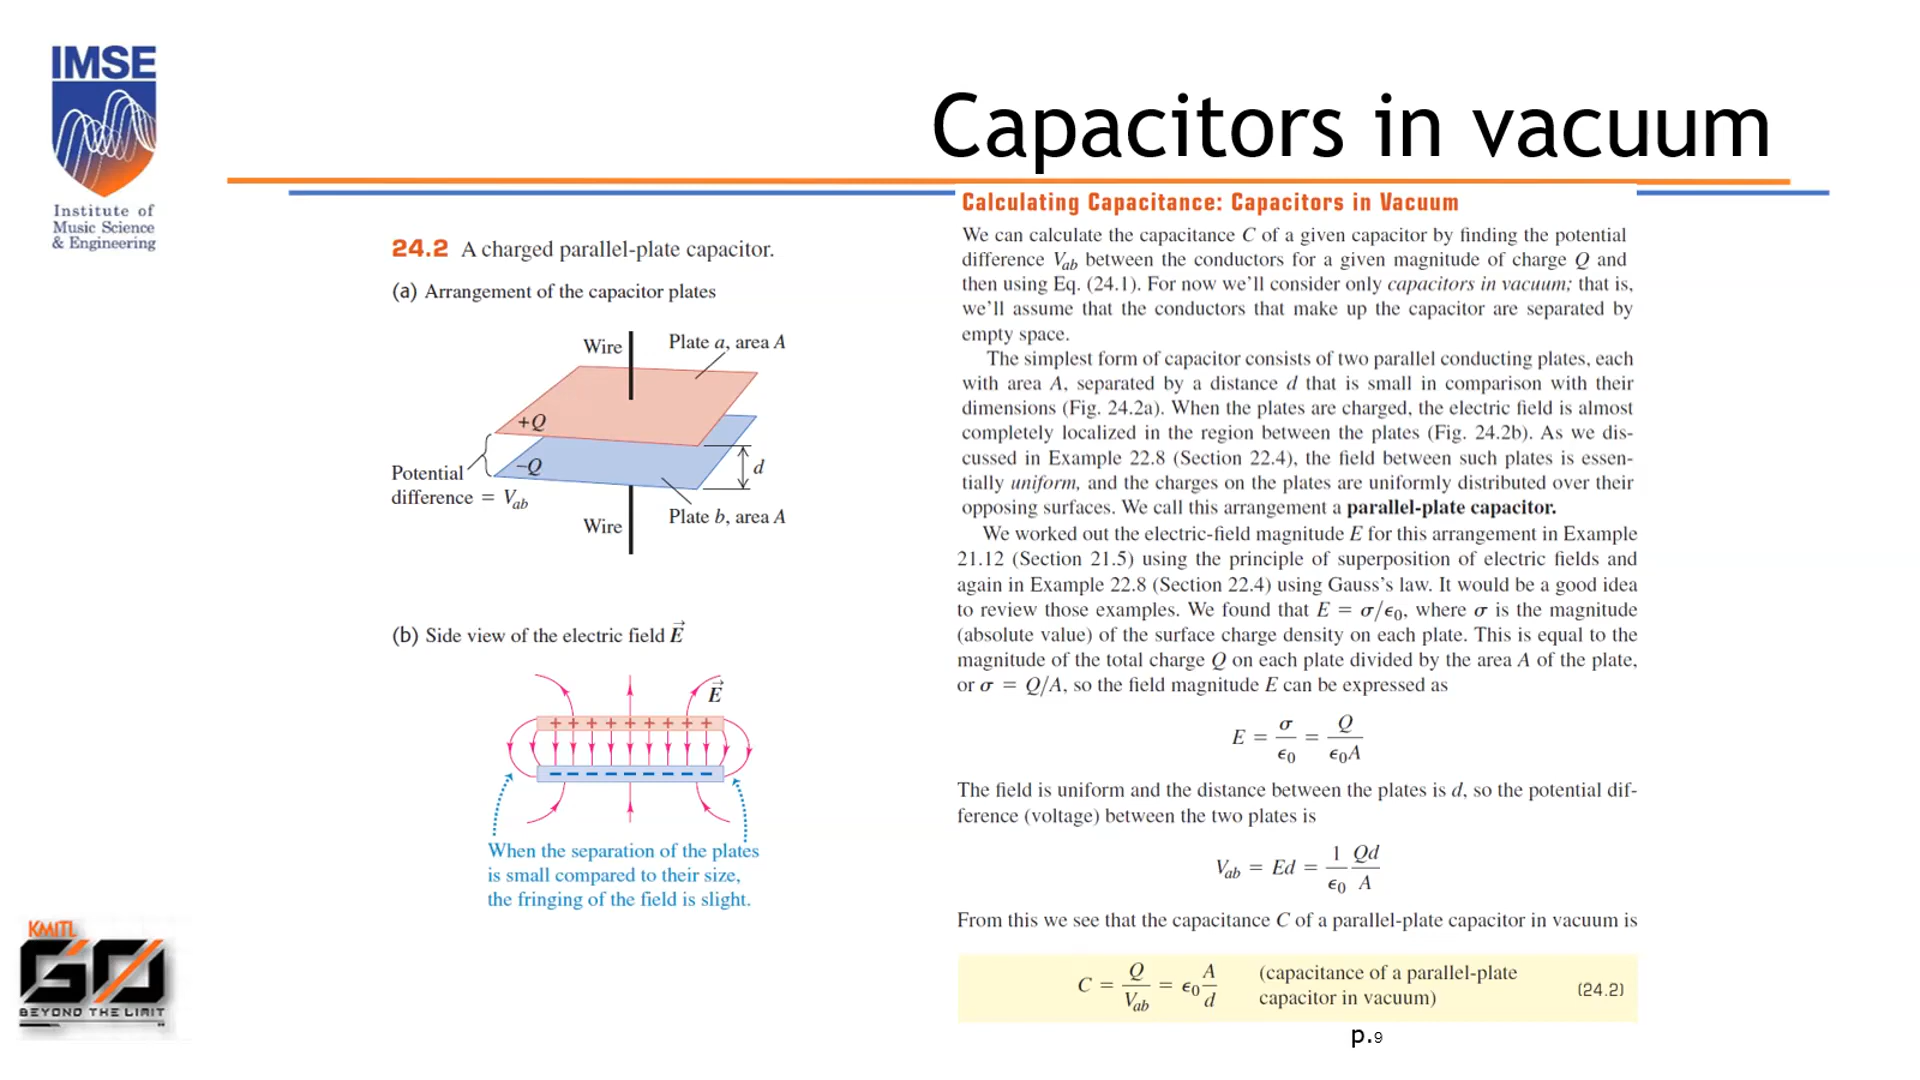 IMSE
Institute of
Music Science
& Engineering
Capacitors in vacuum
24.2 A charged parallel-plate capacitor.
(a) Arrangement of the capacitor plates
Wire
Plate a, area A
+Q
−Q
d
Potential
difference = Vab
Wire
Plate b, area A
(b) Side view of the electric field E⃗
E⃗
+ + + + + + + + +
− − − − − − − − −
When the separation of the plates
is small compared to their size,
the fringing of the field is slight.
KMITL
GO
BEYOND THE LIMIT
Calculating Capacitance: Capacitors in Vacuum
We can calculate the capacitance C of a given capacitor by finding the potential
difference Vab between the conductors for a given magnitude of charge Q and
then using Eq. (24.1). For now we’ll consider only capacitors in vacuum; that is,
we’ll assume that the conductors that make up the capacitor are separated by
empty space.
The simplest form of capacitor consists of two parallel conducting plates, each
with area A, separated by a distance d that is small in comparison with their
dimensions (Fig. 24.2a). When the plates are charged, the electric field is almost
completely localized in the region between the plates (Fig. 24.2b). As we dis-
cussed in Example 22.8 (Section 22.4), the field between such plates is essen-
tially uniform, and the charges on the plates are uniformly distributed over their
opposing surfaces. We call this arrangement a parallel-plate capacitor.
We worked out the electric-field magnitude E for this arrangement in Example
21.12 (Section 21.5) using the principle of superposition of electric fields and
again in Example 22.8 (Section 22.4) using Gauss’s law. It would be a good idea
to review those examples. We found that E = σ/ϵ0, where σ is the magnitude
(absolute value) of the surface charge density on each plate. This is equal to the
magnitude of the total charge Q on each plate divided by the area A of the plate,
or σ = Q/A, so the field magnitude E can be expressed as
E = σ/ϵ0 = Q/ϵ0A
The field is uniform and the distance between the plates is d, so the potential dif-
ference (voltage) between the two plates is
Vab = Ed = 1/ϵ0 Qd/A
From this we see that the capacitance C of a parallel-plate capacitor in vacuum is
C = Q/Vab = ϵ0 A/d (capacitance of a parallel-plate
capacitor in vacuum) (24.2)
p.9